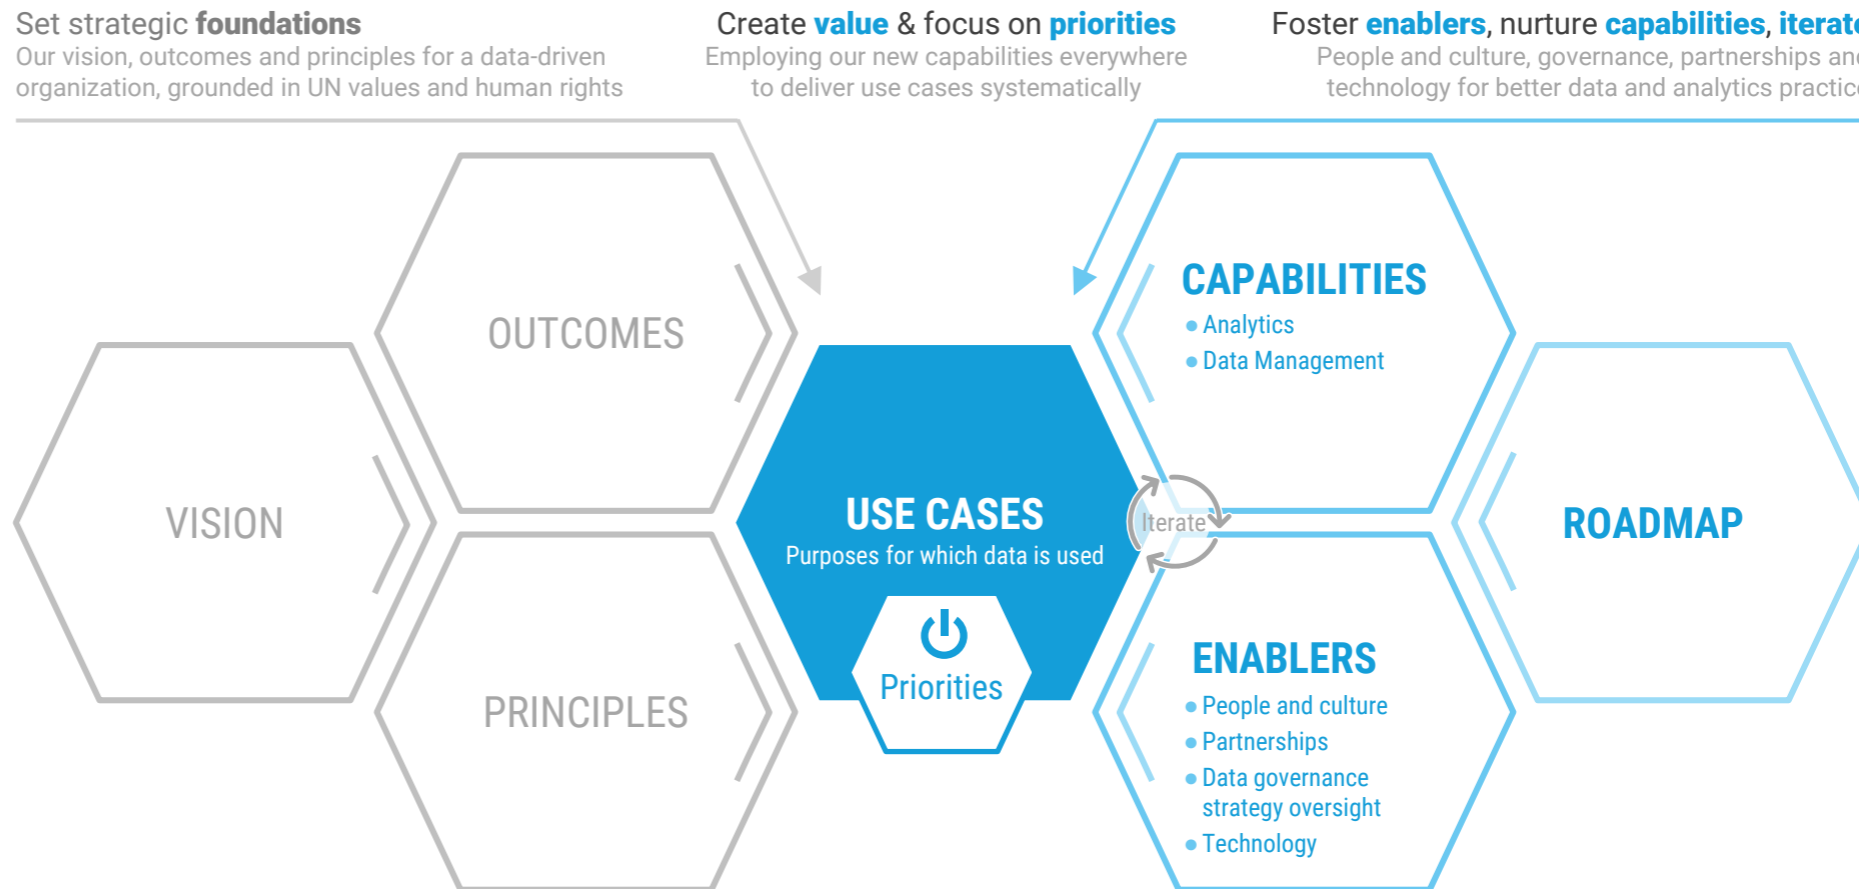 Set strategic foundations
Our vision, outcomes and principles for a data-driven
organization, grounded in UN values and human rights
Create value & focus on priorities
Employing our new capabilities everywhere
to deliver use cases systematically
Foster enablers, nurture capabilities, iterate
People and culture, governance, partnerships and
technology for better data and analytics practice
VISION
OUTCOMES
PRINCIPLES
USE CASES
Purposes for which data is used
Priorities
Iterate
CAPABILITIES
• Analytics
• Data Management
ENABLERS
• People and culture
• Partnerships
• Data governance
strategy oversight
• Technology
ROADMAP